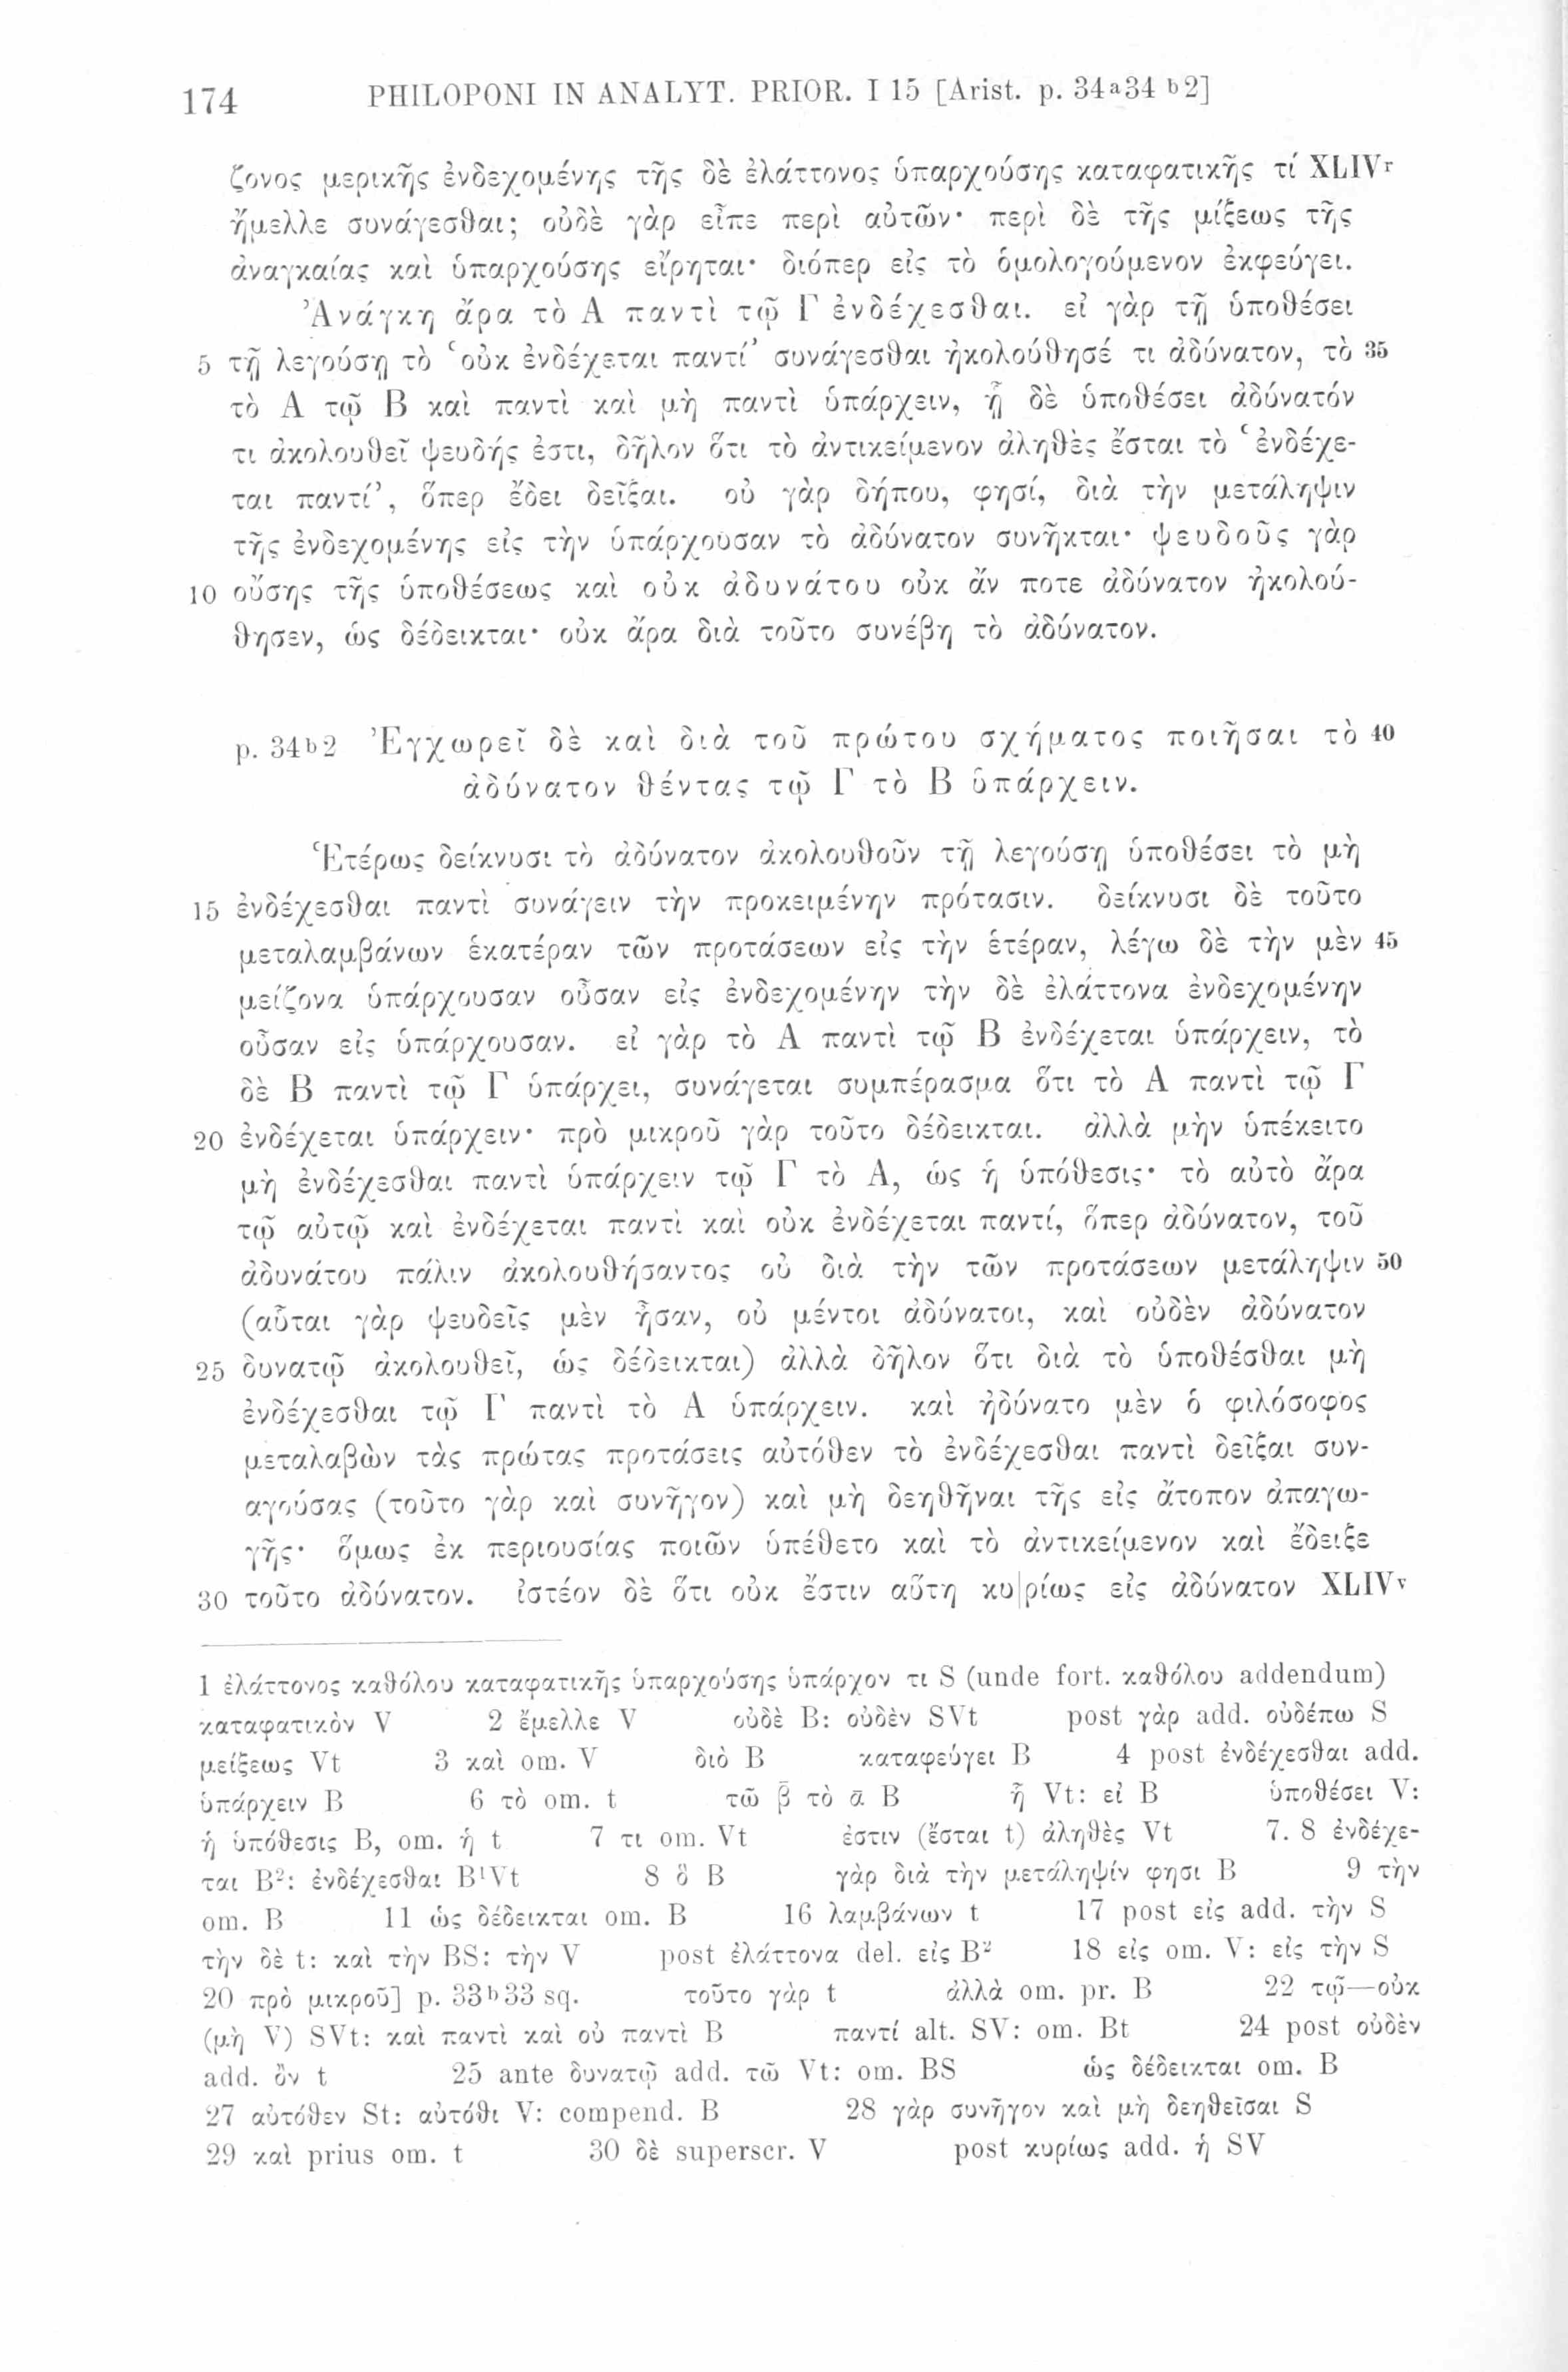 174 PHILOPONI IN ANALYT. PRIOR. I 15 [Arist. p. 34a34 b2]
ζονος μερικῆς ἐνδεχομένης τῆς δὲ ἐλάττονος ὑπαρχούσης καταφατικῆς τί XLIVr
ἤμελλε συνάγεσθαι; οὐδὲ γὰρ εἶπε περὶ αὐτῶν· περὶ δὲ τῆς μίξεως τῆς
ἀναγκαίας καὶ ὑπαρχούσης εἴρηται· διόπερ εἰς τὸ ὁμολογούμενον ἐκφεύγει.
Ἀνάγκη ἄρα τὸ Α παντὶ τῷ Γ ἐνδέχεσθαι. εἰ γὰρ τῇ ὑποθέσει
5 τῇ λεγούσῃ τὸ ‘οὐκ ἐνδέχεται παντί’ συνάγεσθαι ἠκολούθησέ τι ἀδύνατον, τὸ 35
τὸ Α τῷ Β καὶ παντὶ καὶ μὴ παντὶ ὑπάρχειν, ᾗ δὲ ὑποθέσει ἀδύνατόν
τι ἀκολουθεῖ ψευδής ἐστι, δῆλον ὅτι τὸ ἀντικείμενον ἀληθὲς ἔσται τὸ ‘ἐνδέχε-
ται παντί’, ὅπερ ἔδει δεῖξαι. οὐ γὰρ δήπου, φησί, διὰ τὴν μετάληψιν
τῆς ἐνδεχομένης εἰς τὴν ὑπάρχουσαν τὸ ἀδύνατον συνῆκται· ψευδοῦς γὰρ
10 οὔσης τῆς ὑποθέσεως καὶ οὐκ ἀδυνάτου οὐκ ἄν ποτε ἀδύνατον ἠκολού-
θησεν, ὡς δέδεικται· οὐκ ἄρα διὰ τοῦτο συνέβη τὸ ἀδύνατον.
p. 34b2 Ἐγχωρεῖ δὲ καὶ διὰ τοῦ πρώτου σχήματος ποιῆσαι τὸ 40
ἀδύνατον θέντας τῷ Γ τὸ Β ὑπάρχειν.
Ἑτέρως δείκνυσι τὸ ἀδύνατον ἀκολουθοῦν τῇ λεγούσῃ ὑποθέσει τὸ μὴ
15 ἐνδέχεσθαι παντὶ συνάγειν τὴν προκειμένην πρότασιν. δείκνυσι δὲ τοῦτο
μεταλαμβάνων ἑκατέραν τῶν προτάσεων εἰς τὴν ἑτέραν, λέγω δὲ τὴν μὲν 45
μείζονα ὑπάρχουσαν οὖσαν εἰς ἐνδεχομένην τὴν δὲ ἐλάττονα ἐνδεχομένην
οὖσαν εἰς ὑπάρχουσαν. εἰ γὰρ τὸ Α παντὶ τῷ Β ἐνδέχεται ὑπάρχειν, τὸ
δὲ Β παντὶ τῷ Γ ὑπάρχει, συνάγεται συμπέρασμα ὅτι τὸ Α παντὶ τῷ Γ
20 ἐνδέχεται ὑπάρχειν· πρὸ μικροῦ γὰρ τοῦτο δέδεικται. ἀλλὰ μὴν ὑπέκειτο
μὴ ἐνδέχεσθαι παντὶ ὑπάρχειν τῷ Γ τὸ Α, ὡς ἡ ὑπόθεσις· τὸ αὐτὸ ἄρα
τῷ αὐτῷ καὶ ἐνδέχεται παντὶ καὶ οὐκ ἐνδέχεται παντί, ὅπερ ἀδύνατον, τοῦ
ἀδυνάτου πάλιν ἀκολουθήσαντος οὐ διὰ τὴν τῶν προτάσεων μετάληψιν 50
(αὗται γὰρ ψευδεῖς μὲν ἦσαν, οὐ μέντοι ἀδύνατοι, καὶ οὐδὲν ἀδύνατον
25 δυνατῷ ἀκολουθεῖ, ὡς δέδεικται) ἀλλὰ δῆλον ὅτι διὰ τὸ ὑποθέσθαι μὴ
ἐνδέχεσθαι τῷ Γ παντὶ τὸ Α ὑπάρχειν. καὶ ἠδύνατο μὲν ὁ φιλόσοφος
μεταλαβὼν τὰς πρώτας προτάσεις αὐτόθεν τὸ ἐνδέχεσθαι παντὶ δεῖξαι συν-
αγούσας (τοῦτο γὰρ καὶ συνῆγον) καὶ μὴ δεηθῆναι τῆς εἰς ἄτοπον ἀπαγω-
γῆς· ὅμως ἐκ περιουσίας ποιῶν ὑπέθετο καὶ τὸ ἀντικείμενον καὶ ἔδειξε
30 τοῦτο ἀδύνατον. ἰστέον δὲ ὅτι οὐκ ἔστιν αὕτη κυ|ρίως εἰς ἀδύνατον XLIVv
1 ἐλάττονος καθόλου καταφατικῆς ὑπαρχούσης ὑπάρχον τι S (unde fort. καθόλου addendum)
καταφατικὸν V 2 ἔμελλε V οὐδὲ B: οὐδὲν SVt post γὰρ add. οὐδέπω S
μείξεως Vt 3 καὶ om. V διὸ B καταφεύγει B 4 post ἐνδέχεσθαι add.
ὑπάρχειν B 6 τὸ om. t τῶ β̄ τὸ ᾱ B ᾗ Vt: εἰ B ὑποθέσει V:
ἡ ὑπόθεσις B, om. ἡ t 7 τι om. Vt ἐστιν (ἔσται t) ἀληθὲς Vt 7. 8 ἐνδέχε-
ται B²: ἐνδέχεσθαι B¹Vt 8 ὃ B γὰρ διὰ τὴν μετάληψίν φησι B 9 τὴν
om. B 11 ὡς δέδεικται om. B 16 λαμβάνων t 17 post εἰς add. τὴν S
τὴν δὲ t: καὶ τὴν BS: τὴν V post ἐλάττονα del. εἰς B² 18 εἰς om. V: εἰς τὴν S
20 πρὸ μικροῦ] p. 33b33 sq. τοῦτο γὰρ t ἀλλὰ om. pr. B 22 τῷ—οὐκ
(μὴ V) SVt: καὶ παντὶ καὶ οὐ παντὶ B παντί alt. SV: om. Bt 24 post οὐδὲν
add. ὂν t 25 ante δυνατῷ add. τῶ Vt: om. BS ὡς δέδεικται om. B
27 αὐτόθεν St: αὐτόθι V: compend. B 28 γὰρ συνῆγον καὶ μὴ δεηθεῖσαι S
29 καὶ prius om. t 30 δὲ superscr. V post κυρίως add. ἡ SV